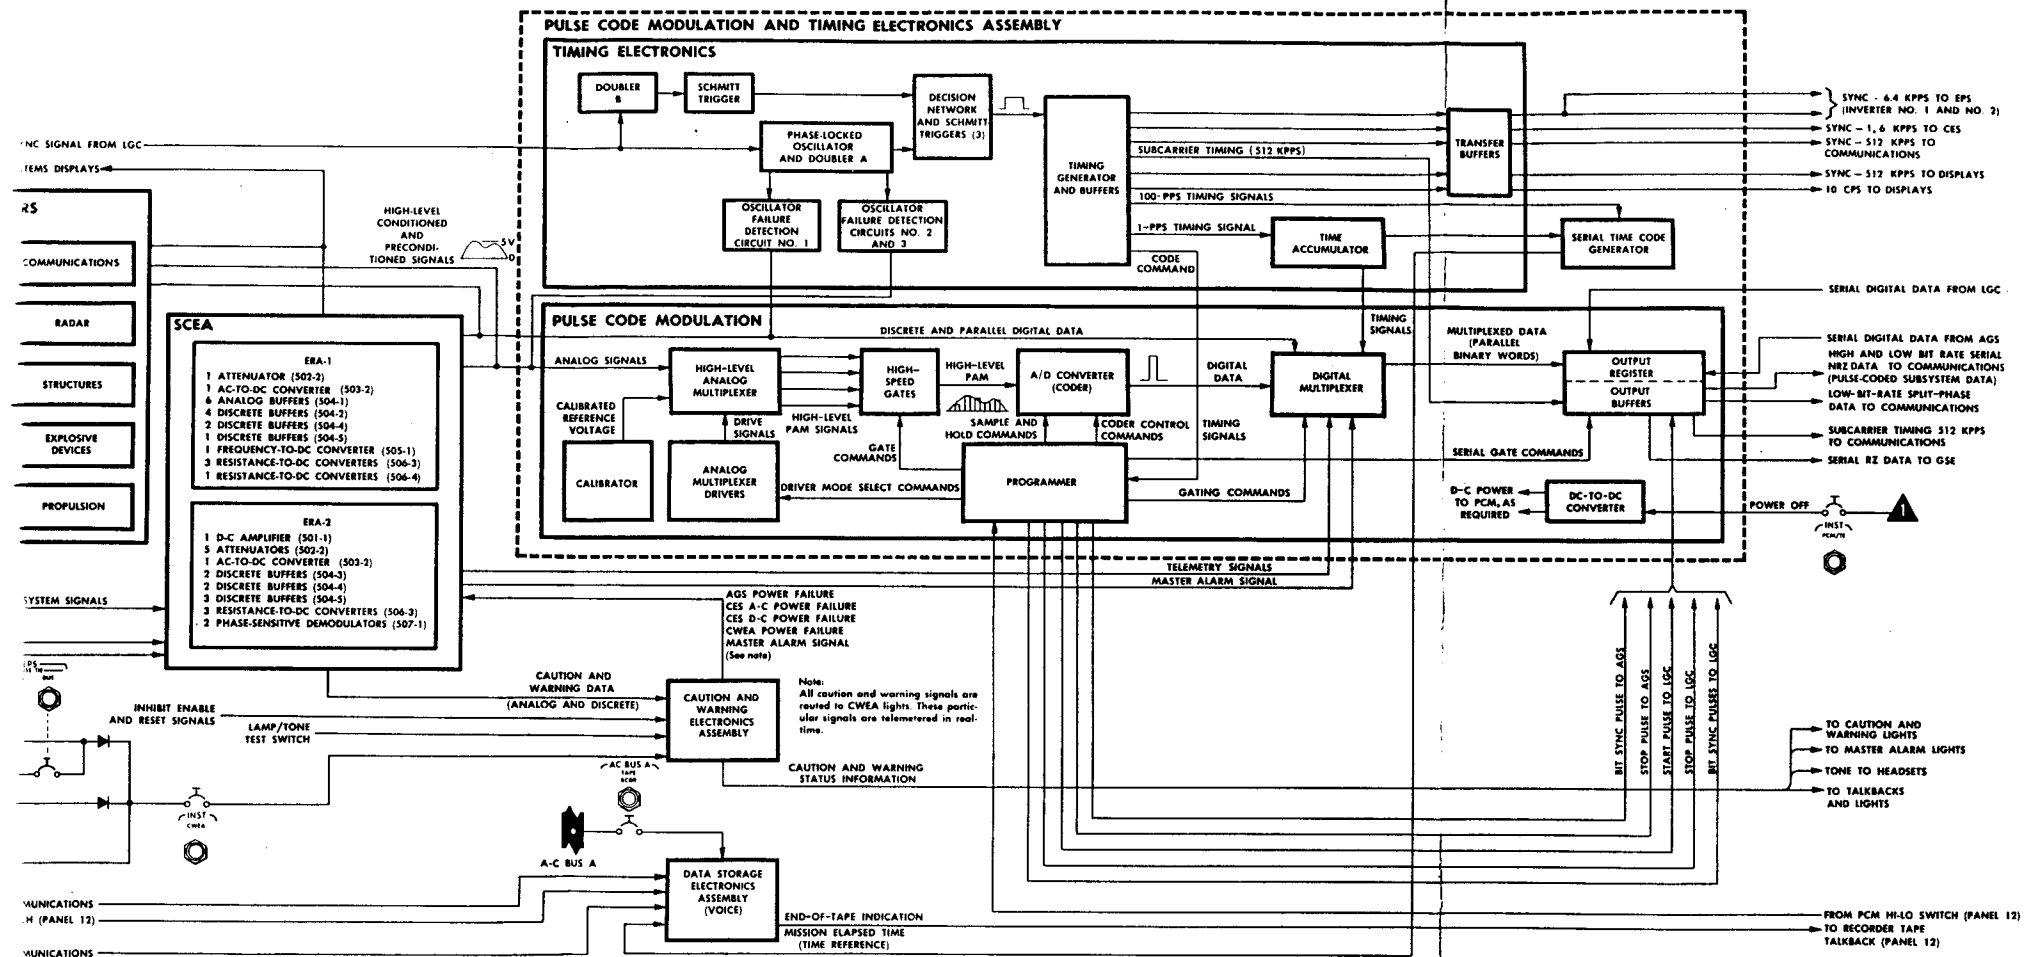 PULSE CODE MODULATION AND TIMING ELECTRONICS ASSEMBLY
TIMING ELECTRONICS
DOUBLER
B
SCHMITT
TRIGGER
DECISION
NETWORK
AND SCHMITT
TRIGGERS (3)
PHASE-LOCKED
OSCILLATOR
AND DOUBLER A
OSCILLATOR
FAILURE
DETECTION
CIRCUIT NO. 1
OSCILLATOR
FAILURE DETECTION
CIRCUITS NO. 2
AND 3
TIMING
GENERATOR
AND BUFFERS
SUBCARRIER TIMING (512 KPPS)
100-PPS TIMING SIGNALS
1-PPS TIMING SIGNAL
CODE
COMMAND
TIME
ACCUMULATOR
TRANSFER
BUFFERS
SERIAL TIME CODE
GENERATOR
SYNC - 6.4 KPPS TO EPS
(INVERTER NO. 1 AND NO. 2)
SYNC - 1.6 KPPS TO CES
SYNC - 512 KPPS TO
COMMUNICATIONS
SYNC - 512 KPPS TO DISPLAYS
10 CPS TO DISPLAYS
NC SIGNAL FROM LGC
TEMS DISPLAYS
RS
COMMUNICATIONS
RADAR
STRUCTURES
EXPLOSIVE
DEVICES
PROPULSION
HIGH-LEVEL
CONDITIONED
AND
PRECONDI-
TIONED SIGNALS
5 V
0
SCEA
ERA-1
1 ATTENUATOR (502-2)
1 AC-TO-DC CONVERTER (503-2)
6 ANALOG BUFFERS (504-1)
4 DISCRETE BUFFERS (504-2)
2 DISCRETE BUFFERS (504-4)
1 DISCRETE BUFFERS (504-5)
1 FREQUENCY-TO-DC CONVERTER (505-1)
3 RESISTANCE-TO-DC CONVERTERS (506-3)
1 RESISTANCE-TO-DC CONVERTERS (506-4)
ERA-2
1 D-C AMPLIFIER (501-1)
5 ATTENUATORS (502-2)
1 AC-TO-DC CONVERTER (503-2)
2 DISCRETE BUFFERS (504-3)
2 DISCRETE BUFFERS (504-4)
3 DISCRETE BUFFERS (504-5)
3 RESISTANCE-TO-DC CONVERTERS (506-3)
2 PHASE-SENSITIVE DEMODULATORS (507-1)
PULSE CODE MODULATION
DISCRETE AND PARALLEL DIGITAL DATA
TIMING
SIGNALS
ANALOG SIGNALS
HIGH-LEVEL
ANALOG
MULTIPLEXER
HIGH-
SPEED
GATES
HIGH-LEVEL
PAM
A/D CONVERTER
(CODER)
DIGITAL
DATA
DIGITAL
MULTIPLEXER
MULTIPLEXED DATA
(PARALLEL
BINARY WORDS)
OUTPUT
REGISTER
OUTPUT
BUFFERS
CALIBRATED
REFERENCE
VOLTAGE
DRIVE
SIGNALS
HIGH-LEVEL
PAM SIGNALS
SAMPLE AND
HOLD COMMANDS
CODER CONTROL
COMMANDS
TIMING
SIGNALS
GATE
COMMANDS
CALIBRATOR
ANALOG
MULTIPLEXER
DRIVERS
DRIVER MODE SELECT COMMANDS
PROGRAMMER
GATING COMMANDS
SERIAL GATE COMMANDS
D-C POWER
TO PCM, AS
REQUIRED
DC-TO-DC
CONVERTER
POWER OFF
INST
PCM/TE
1
SERIAL DIGITAL DATA FROM LGC
SERIAL DIGITAL DATA FROM AGS
HIGH AND LOW BIT RATE SERIAL
NRZ DATA TO COMMUNICATIONS
(PULSE-CODED SUBSYSTEM DATA)
LOW-BIT-RATE SPLIT-PHASE
DATA TO COMMUNICATIONS
SUBCARRIER TIMING 512 KPPS
TO COMMUNICATIONS
SERIAL RZ DATA TO GSE
TELEMETRY SIGNALS
MASTER ALARM SIGNAL
SYSTEM SIGNALS
AGS POWER FAILURE
CES A-C POWER FAILURE
CES D-C POWER FAILURE
CWEA POWER FAILURE
MASTER ALARM SIGNAL
(See note)
EPS
BUS
CAUTION AND
WARNING DATA
(ANALOG AND DISCRETE)
INHIBIT ENABLE
AND RESET SIGNALS
LAMP/TONE
TEST SWITCH
CAUTION AND
WARNING
ELECTRONICS
ASSEMBLY
Note:
All caution and warning signals are
routed to CWEA lights. These partic-
ular signals are telemetered in real-
time.
CAUTION AND WARNING
STATUS INFORMATION
BIT SYNC PULSE TO AGS
STOP PULSE TO AGS
START PULSE TO LGC
STOP PULSE TO LGC
BIT SYNC PULSES TO LGC
TO CAUTION AND
WARNING LIGHTS
TO MASTER ALARM LIGHTS
TONE TO HEADSETS
TO TALKBACKS
AND LIGHTS
INST
CWEA
AC BUS A
TAPE
RCDR
A-C BUS A
DATA STORAGE
ELECTRONICS
ASSEMBLY
(VOICE)
END-OF-TAPE INDICATION
MISSION ELAPSED TIME
(TIME REFERENCE)
MUNICATIONS
H (PANEL 12)
MUNICATIONS
FROM PCM HI-LO SWITCH (PANEL 12)
TO RECORDER TAPE
TALKBACK (PANEL 12)